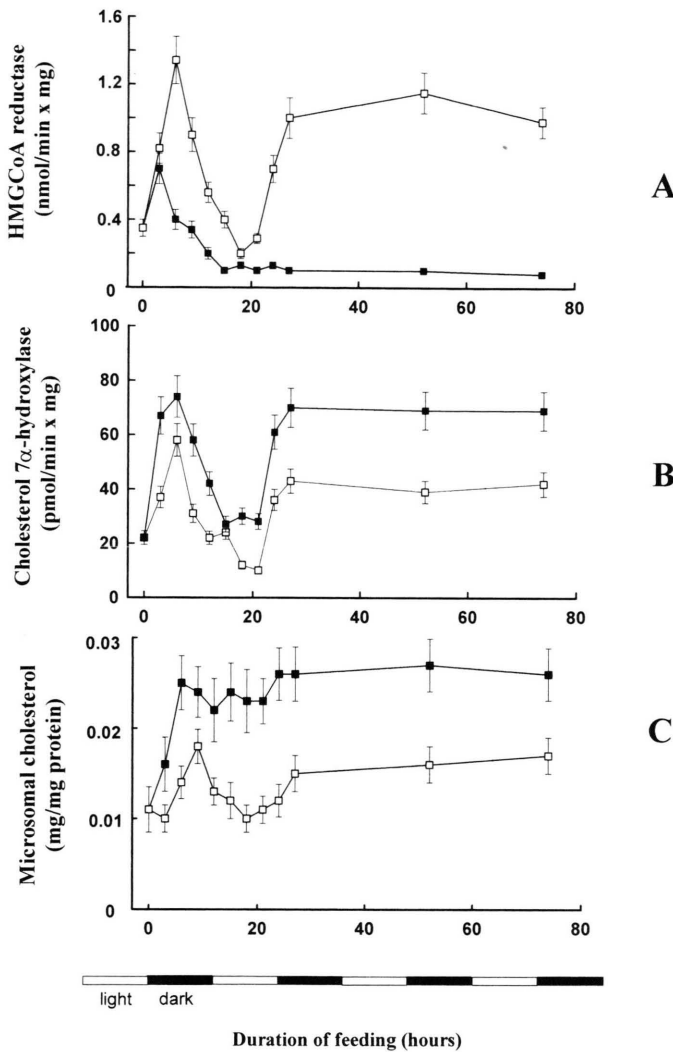 HMGCoA reductase
(nmol/min x mg)
1.6
1.2
0.8
0.4
0
0 20 40 60 80
A
Cholesterol 7α-hydroxylase
(pmol/min x mg)
100
80
60
40
20
0
0 20 40 60 80
B
Microsomal cholesterol
(mg/mg protein)
0.03
0.02
0.01
0
0 20 40 60 80
C
light dark
Duration of feeding (hours)